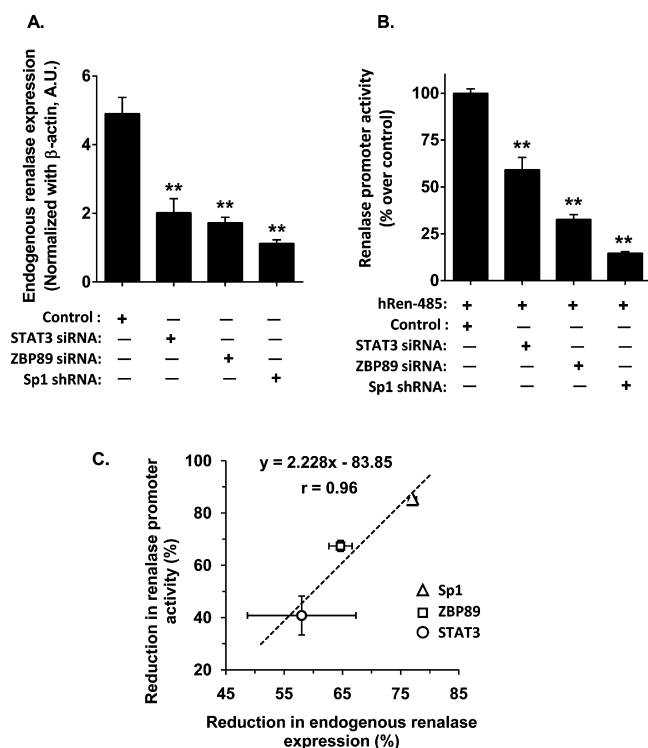 A.
Endogenous renalase expression
(Normalized with β-actin, A.U.)
6
4
2
0
**
**
**
Control : + — — —
STAT3 siRNA: — + — —
ZBP89 siRNA: — — + —
Sp1 shRNA: — — — +
B.
Renalase promoter activity
(% over control)
100
75
50
25
0
**
**
**
hRen-485: + + + +
Control : + — — —
STAT3 siRNA: — + — —
ZBP89 siRNA: — — + —
Sp1 shRNA: — — — +
C.
y = 2.228x - 83.85
r = 0.96
Reduction in renalase promoter
activity (%)
100
80
60
40
20
Sp1
ZBP89
STAT3
45 55 65 75 85
Reduction in endogenous renalase
expression (%)